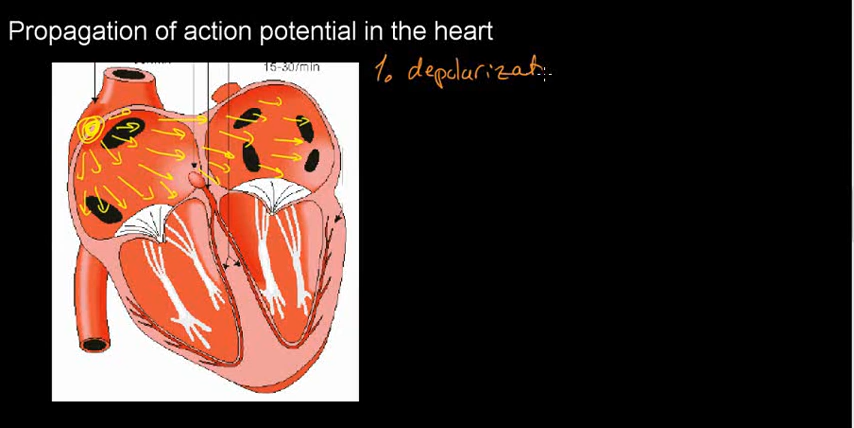 Propagation of action potential in the heart
15-30/min
1. depolarizat